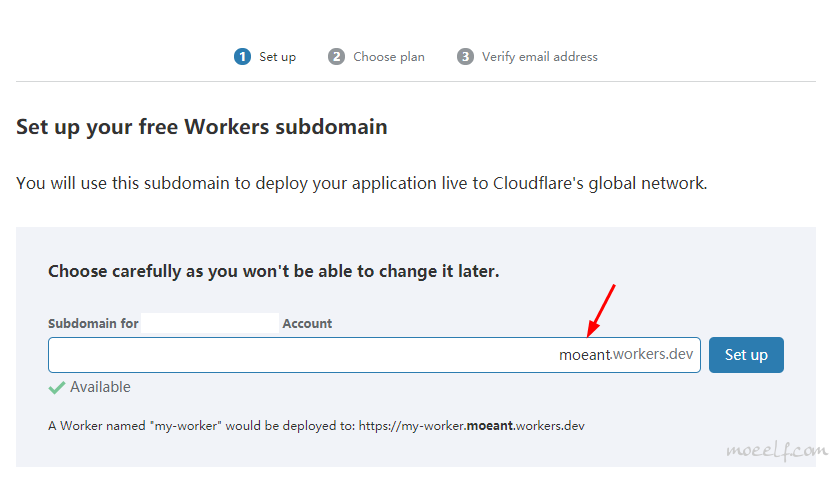 1 Set up 2 Choose plan 3 Verify email address
Set up your free Workers subdomain
You will use this subdomain to deploy your application live to Cloudflare's global network.
Choose carefully as you won't be able to change it later.
Subdomain for Account
moeant.workers.dev Set up
Available
A Worker named "my-worker" would be deployed to: https://my-worker.moeant.workers.dev
moeelf.com